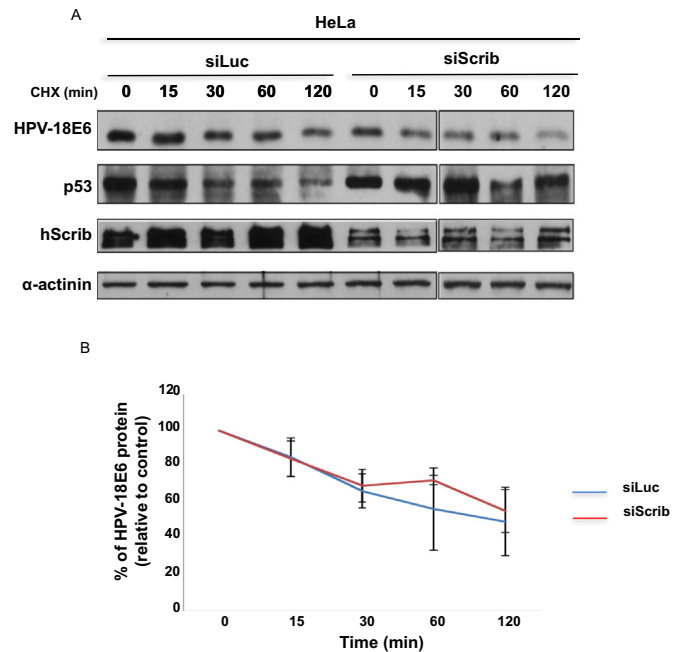 A
HeLa
siLuc siScrib
CHX (min) 0 15 30 60 120 0 15 30 60 120
HPV-18E6
p53
hScrib
α-actinin
B
120
100
80
60
40
20
0
% of HPV-18E6 protein
(relative to control)
siLuc
siScrib
0 15 30 60 120
Time (min)